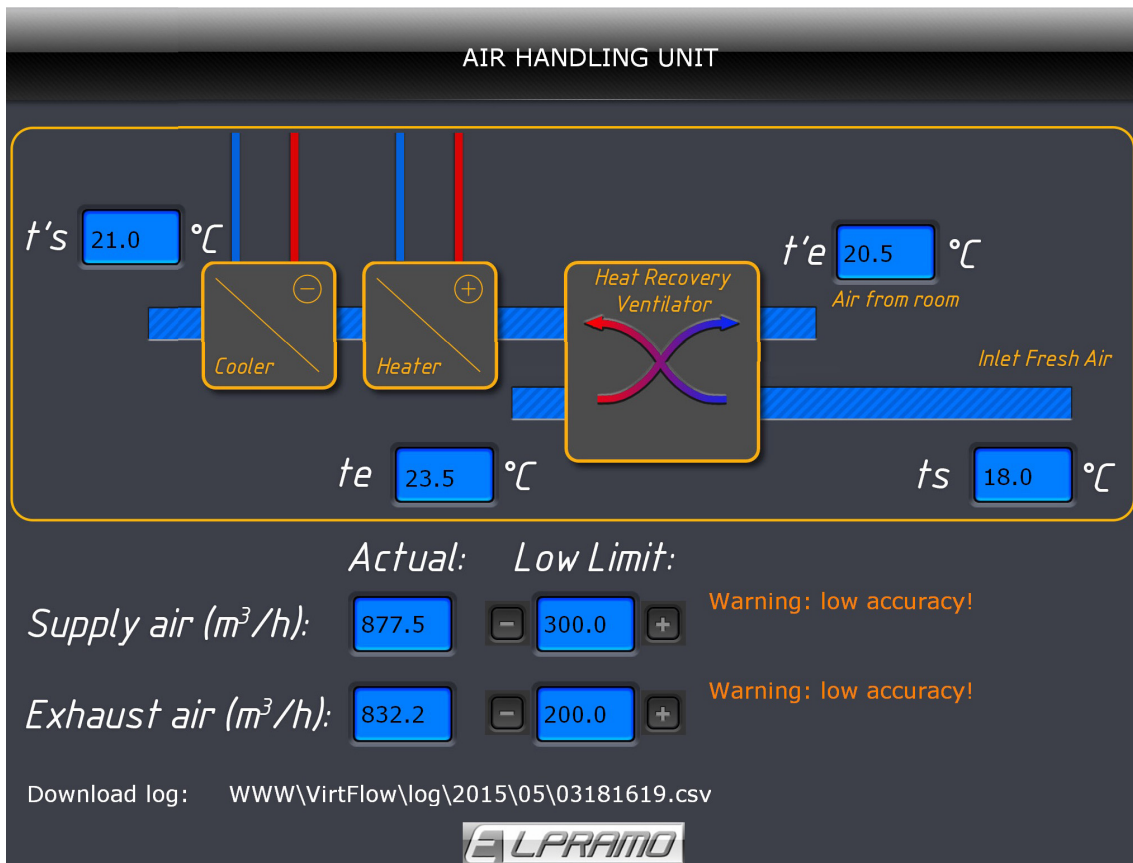 AIR HANDLING UNIT
t's 21.0 °C
t'e 20.5 °C
Air from room
Heat Recovery
Ventilator
Cooler
Heater
Inlet Fresh Air
te 23.5 °C
ts 18.0 °C
Actual: Low Limit:
Supply air (m³/h): 877.5 − 300.0 + Warning: low accuracy!
Exhaust air (m³/h): 832.2 − 200.0 + Warning: low accuracy!
Download log: WWW\VirtFlow\log\2015\05\03181619.csv
ELPRAMO